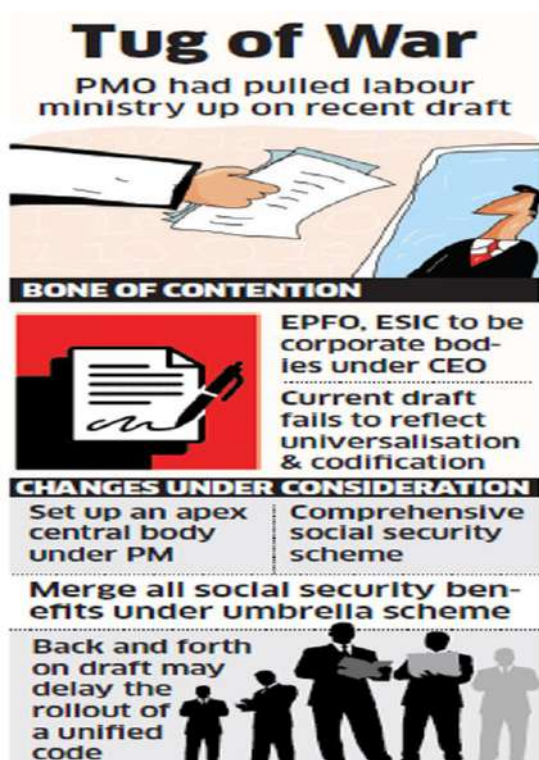 Tug of War
PMO had pulled labour
ministry up on recent draft
BONE OF CONTENTION
EPFO, ESIC to be
corporate bod-
ies under CEO
Current draft
fails to reflect
universalisation
& codification
CHANGES UNDER CONSIDERATION
Set up an apex
central body
under PM
Comprehensive
social security
scheme
Merge all social security ben-
efits under umbrella scheme
Back and forth
on draft may
delay the
rollout of
a unified
code